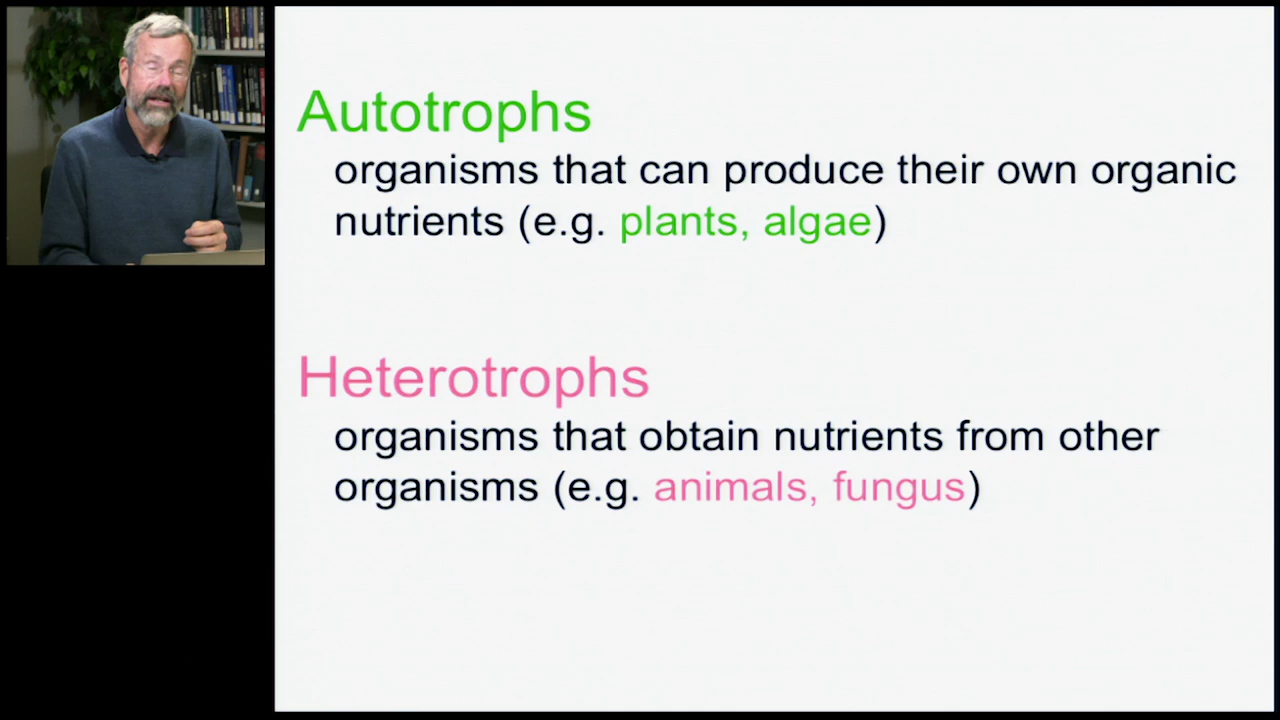 Autotrophs
organisms that can produce their own organic
nutrients (e.g. plants, algae)
Heterotrophs
organisms that obtain nutrients from other
organisms (e.g. animals, fungus)